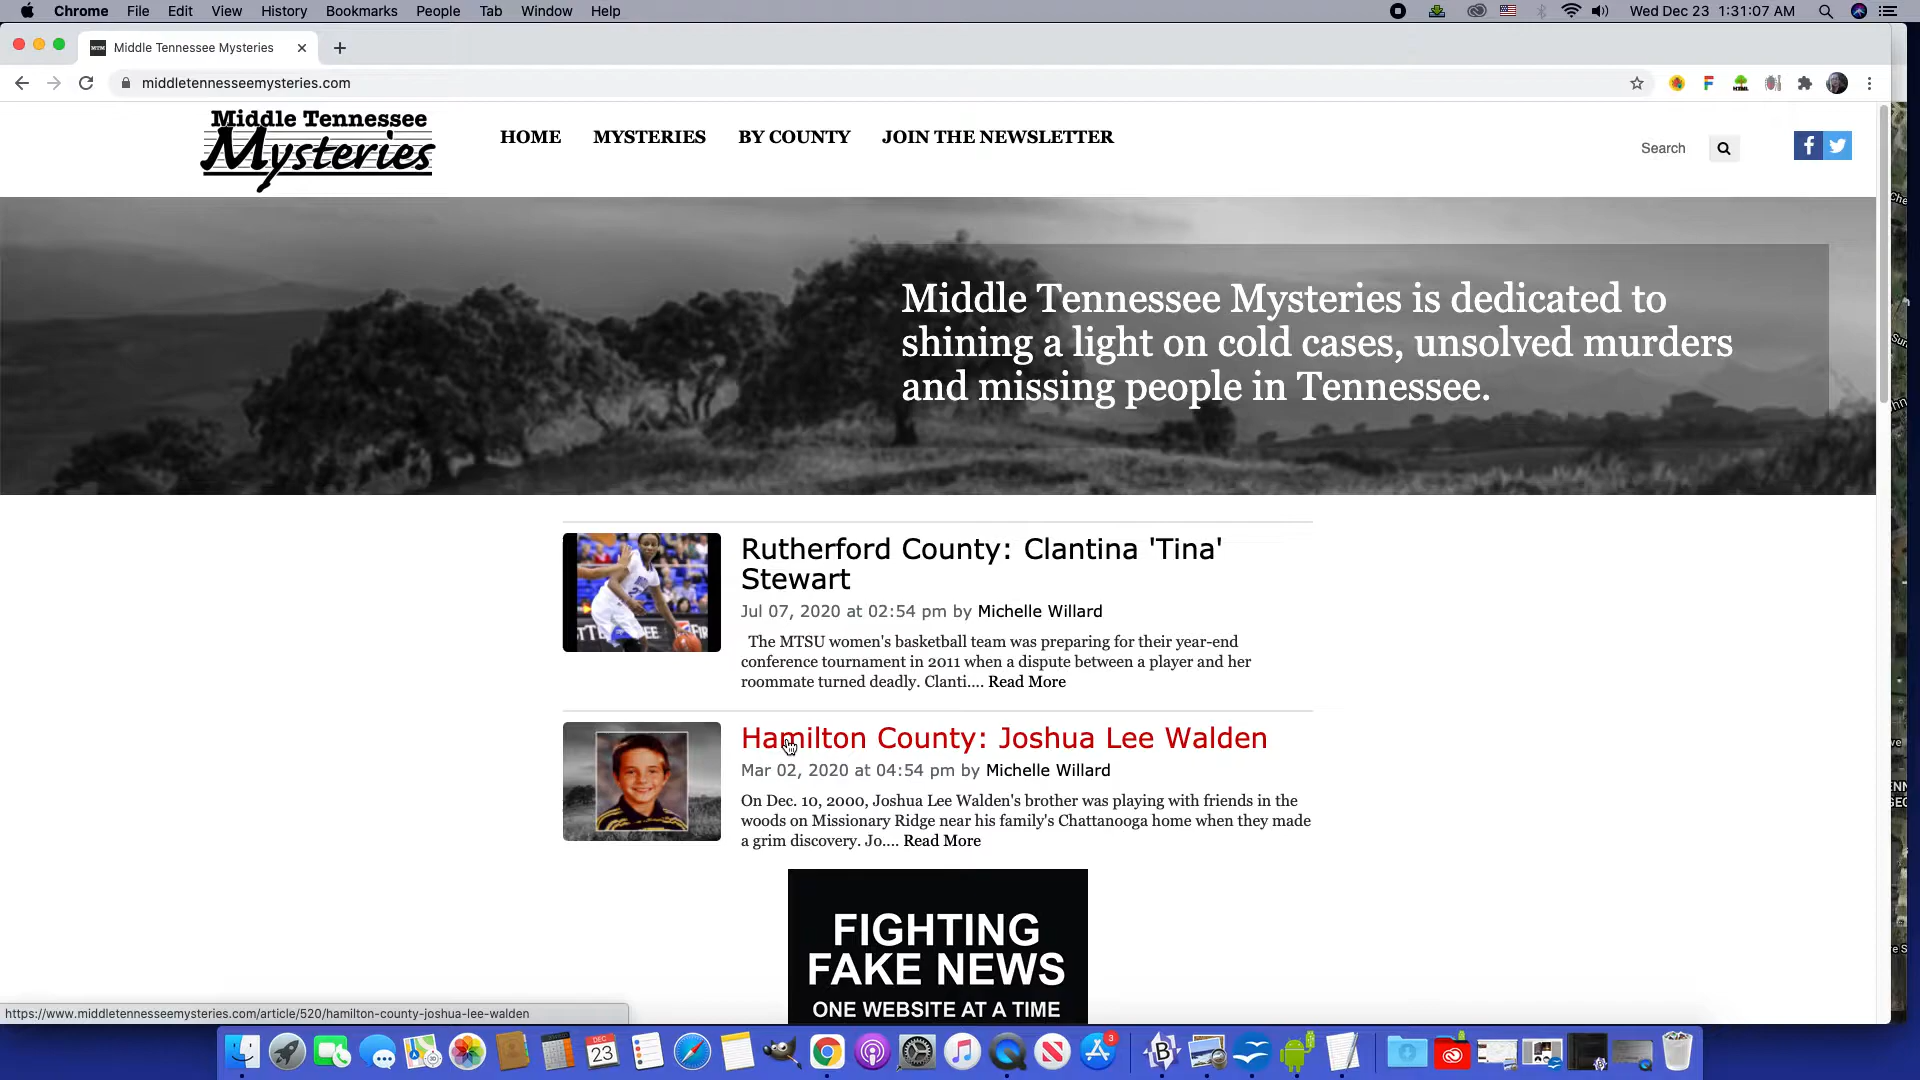 Chrome File Edit View History Bookmarks People Tab Window Help
Wed Dec 23 1:31:07 AM
Middle Tennessee Mysteries
middletennesseemysteries.com
Middle Tennessee
Mysteries
HOME MYSTERIES BY COUNTY JOIN THE NEWSLETTER
Search
Middle Tennessee Mysteries is dedicated to
shining a light on cold cases, unsolved murders
and missing people in Tennessee.
Rutherford County: Clantina 'Tina'
Stewart
Jul 07, 2020 at 02:54 pm by Michelle Willard
The MTSU women's basketball team was preparing for their year-end
conference tournament in 2011 when a dispute between a player and her
roommate turned deadly. Clanti.... Read More
Hamilton County: Joshua Lee Walden
Mar 02, 2020 at 04:54 pm by Michelle Willard
On Dec. 10, 2000, Joshua Lee Walden's brother was playing with friends in the
woods on Missionary Ridge near his family's Chattanooga home when they made
a grim discovery. Jo.... Read More
FIGHTING
FAKE NEWS
ONE WEBSITE AT A TIME
https://www.middletennesseemysteries.com/article/520/hamilton-county-joshua-lee-walden
DEC
23
3